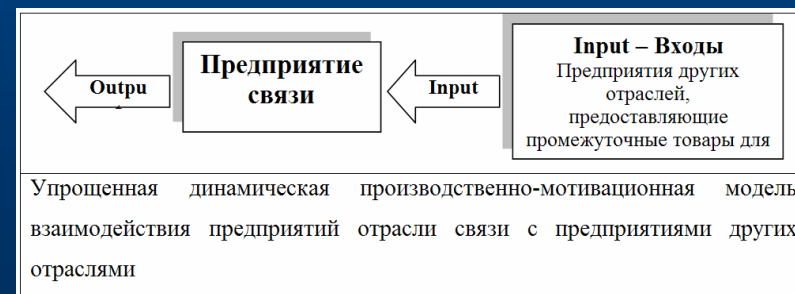 Outpu
Предприятие
связи
Input
Input – Входы
Предприятия других
отраслей,
предоставляющие
промежуточные товары для
Упрощенная динамическая производственно-мотивационная модель
взаимодействия предприятий отрасли связи с предприятиями других
отраслями